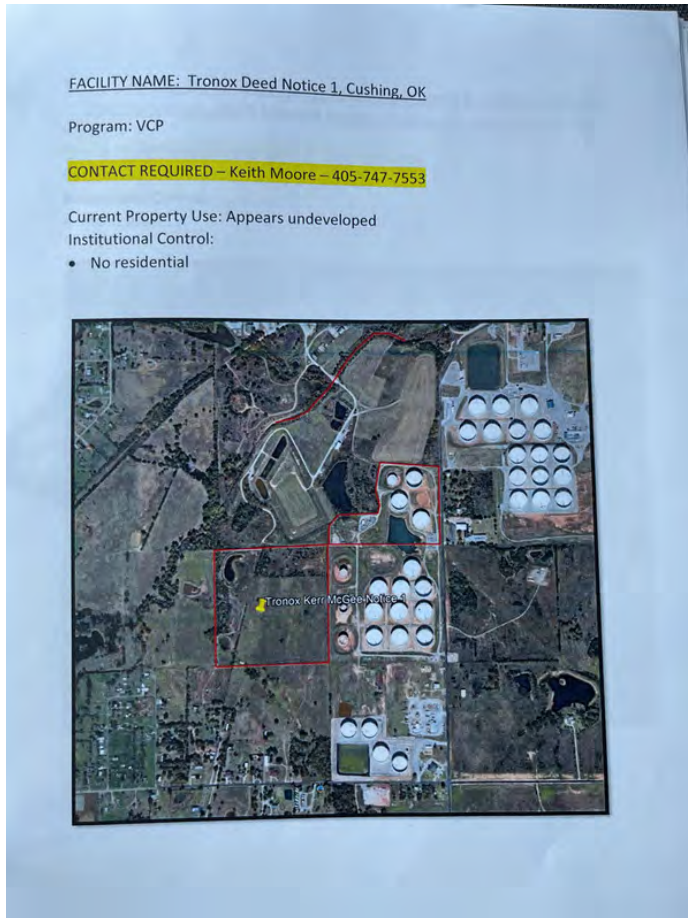 FACILITY NAME: Tronox Deed Notice 1, Cushing, OK
Program: VCP
CONTACT REQUIRED – Keith Moore – 405-747-7553
Current Property Use: Appears undeveloped
Institutional Control:
• No residential
Tronox Kerr McGee Notice 1